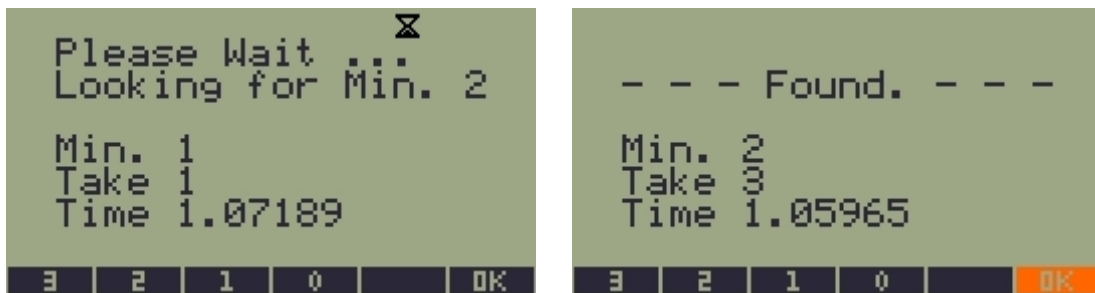 Please Wait ...
Looking for Min. 2
Min. 1
Take 1
Time 1.07189
3 2 1 0 OK
- - - Found. - - -
Min. 2
Take 3
Time 1.05965
3 2 1 0 OK